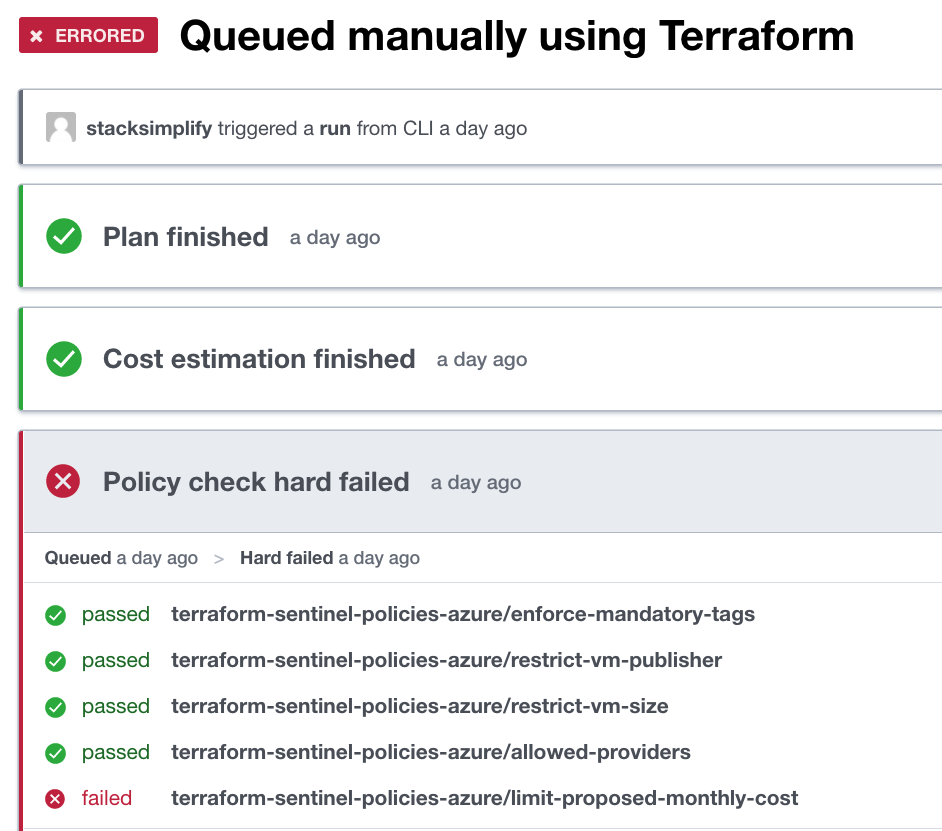 ERRORED Queued manually using Terraform
stacksimplify triggered a run from CLI a day ago
Plan finished a day ago
Cost estimation finished a day ago
Policy check hard failed a day ago
Queued a day ago > Hard failed a day ago
passed terraform-sentinel-policies-azure/enforce-mandatory-tags
passed terraform-sentinel-policies-azure/restrict-vm-publisher
passed terraform-sentinel-policies-azure/restrict-vm-size
passed terraform-sentinel-policies-azure/allowed-providers
failed terraform-sentinel-policies-azure/limit-proposed-monthly-cost